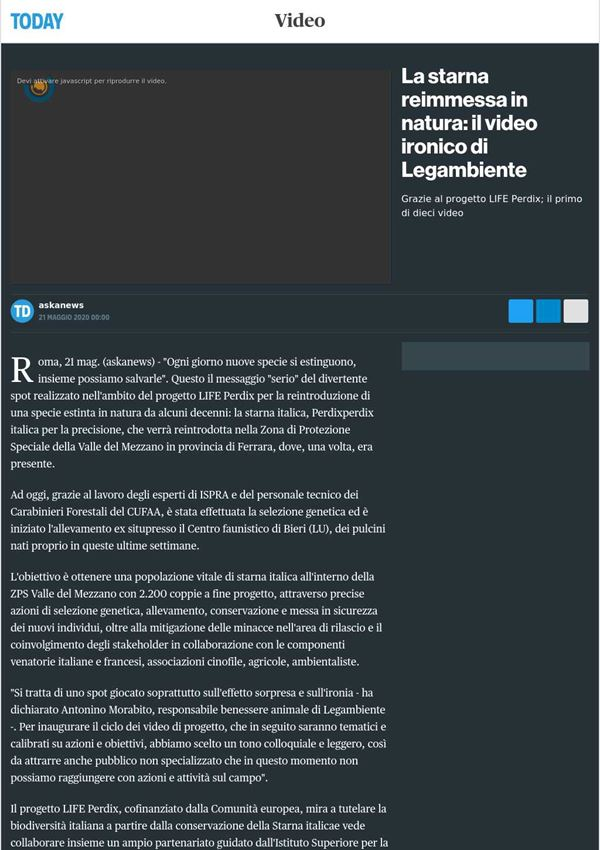 TODAY
Video
Devi attivare javascript per riprodurre il video.
La starna
reimmessa in
natura: il video
ironico di
Legambiente
Grazie al progetto LIFE Perdix; il primo
di dieci video
TD
askanews
21 MAGGIO 2020 00:00
Roma, 21 mag. (askanews) - "Ogni giorno nuove specie si estinguono,
insieme possiamo salvarle". Questo il messaggio "serio" del divertente
spot realizzato nell'ambito del progetto LIFE Perdix per la reintroduzione di
una specie estinta in natura da alcuni decenni: la starna italica, Perdixperdix
italica per la precisione, che verrà reintrodotta nella Zona di Protezione
Speciale della Valle del Mezzano in provincia di Ferrara, dove, una volta, era
presente.
Ad oggi, grazie al lavoro degli esperti di ISPRA e del personale tecnico dei
Carabinieri Forestali del CUFAA, è stata effettuata la selezione genetica ed è
iniziato l'allevamento ex situpresso il Centro faunistico di Bieri (LU), dei pulcini
nati proprio in queste ultime settimane.
L'obiettivo è ottenere una popolazione vitale di starna italica all'interno della
ZPS Valle del Mezzano con 2.200 coppie a fine progetto, attraverso precise
azioni di selezione genetica, allevamento, conservazione e messa in sicurezza
dei nuovi individui, oltre alla mitigazione delle minacce nell'area di rilascio e il
coinvolgimento degli stakeholder in collaborazione con le componenti
venatorie italiane e francesi, associazioni cinofile, agricole, ambientaliste.
"Si tratta di uno spot giocato soprattutto sull'effetto sorpresa e sull'ironia - ha
dichiarato Antonino Morabito, responsabile benessere animale di Legambiente
-. Per inaugurare il ciclo dei video di progetto, che in seguito saranno tematici e
calibrati su azioni e obiettivi, abbiamo scelto un tono colloquiale e leggero, così
da attrarre anche pubblico non specializzato che in questo momento non
possiamo raggiungere con azioni e attività sul campo".
Il progetto LIFE Perdix, cofinanziato dalla Comunità europea, mira a tutelare la
biodiversità italiana a partire dalla conservazione della Starna italicae vede
collaborare insieme un ampio partenariato guidato dall'Istituto Superiore per la